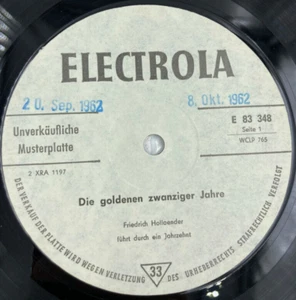 ELECTROLA
20. Sep. 1962
8. Okt. 1962
Unverkäufliche
Musterplatte
E 83 348
Seite 1
WCLP 765
2 XRA 1197
Die goldenen zwanziger Jahre
Friedrich Hollaender
führt durch ein Jahrzehnt
33
DER VERKAUF DER PLATTE WIRD WEGEN VERLETZUNG DES URHEBERRECHTS STRAFRECHTLICH VERFOLGT